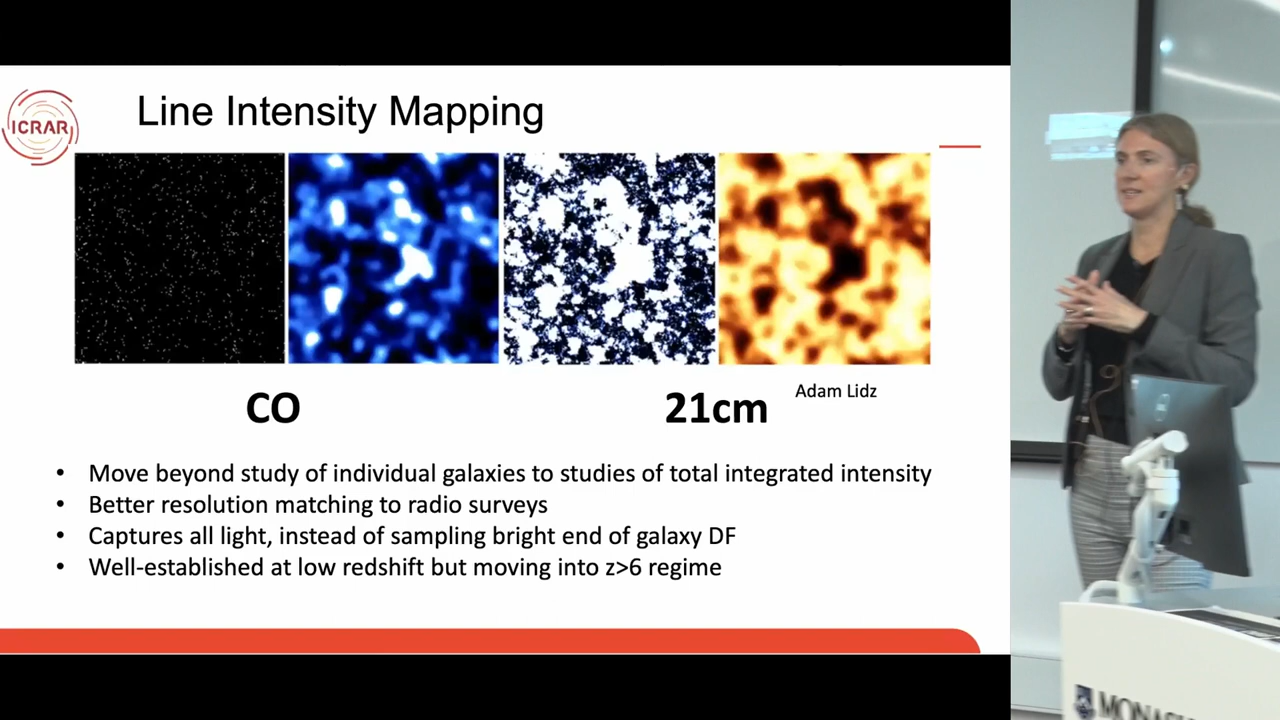 Line Intensity Mapping
ICRAR
CO
21cm
Adam Lidz
• Move beyond study of individual galaxies to studies of total integrated intensity
• Better resolution matching to radio surveys
• Captures all light, instead of sampling bright end of galaxy DF
• Well-established at low redshift but moving into z>6 regime